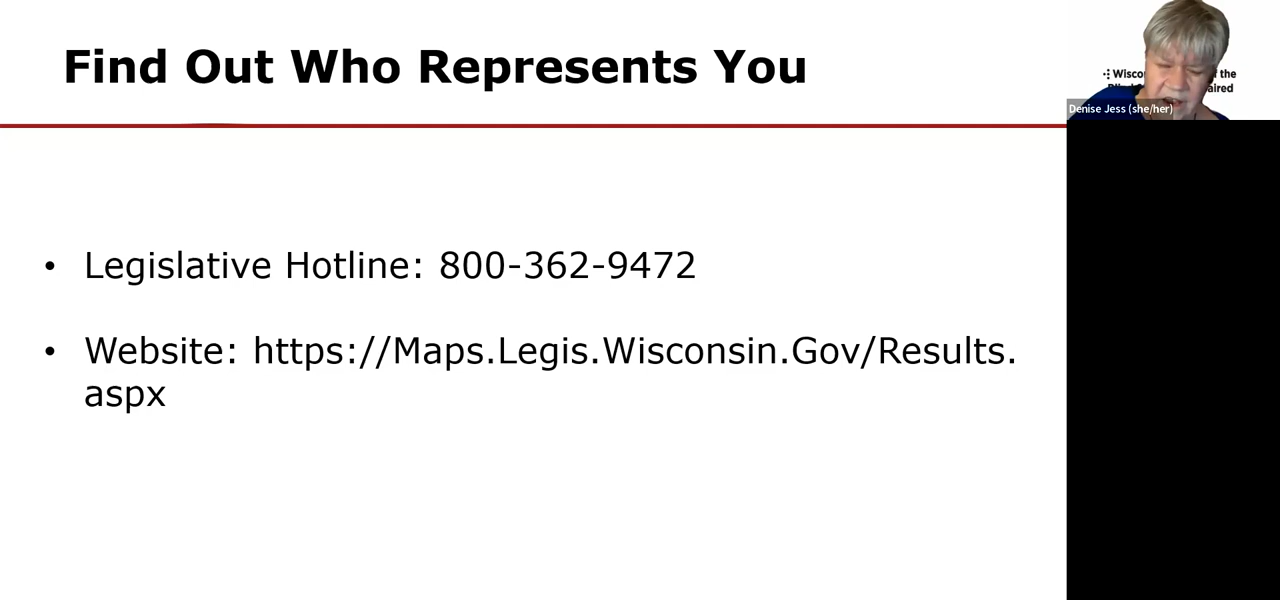 Find Out Who Represents You
• Legislative Hotline: 800-362-9472
• Website: https://Maps.Legis.Wisconsin.Gov/Results.
aspx
the
Denise Jess (she/her)